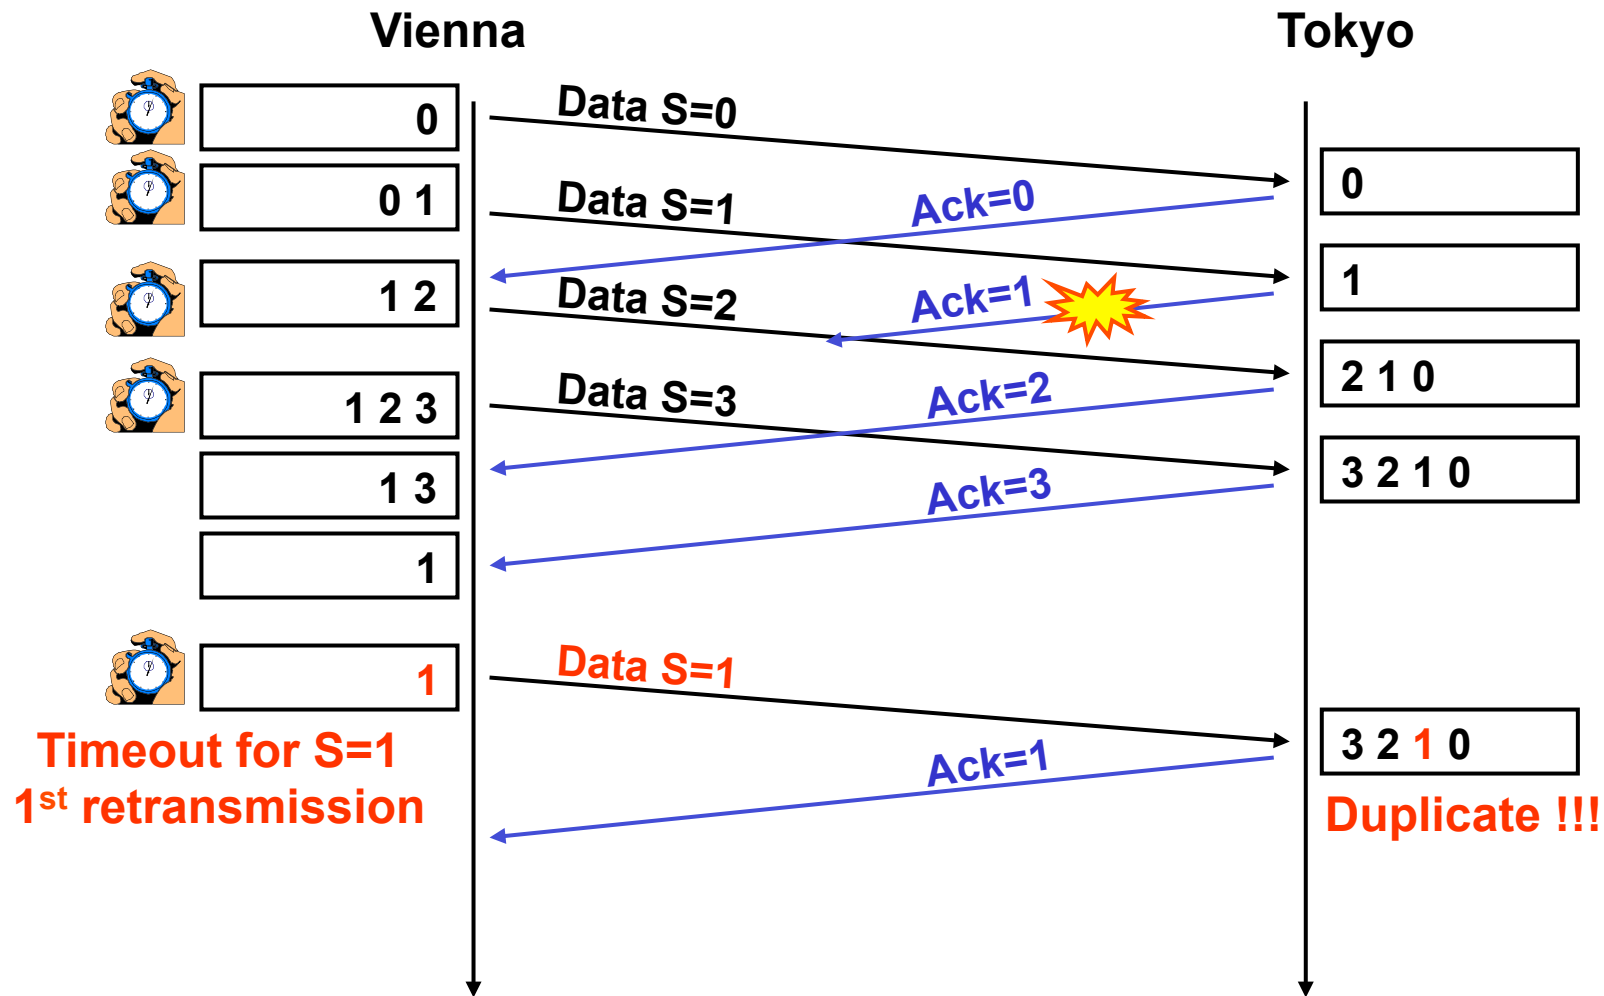 Vienna
Tokyo
0
Data S=0
0
0 1
Data S=1
Ack=0
1 2
Data S=2
Ack=1
1
1 2 3
Data S=3
Ack=2
2 1 0
1 3
Ack=3
3 2 1 0
1
1
Data S=1
Timeout for S=1
1st retransmission
Ack=1
3 2 1 0
Duplicate !!!